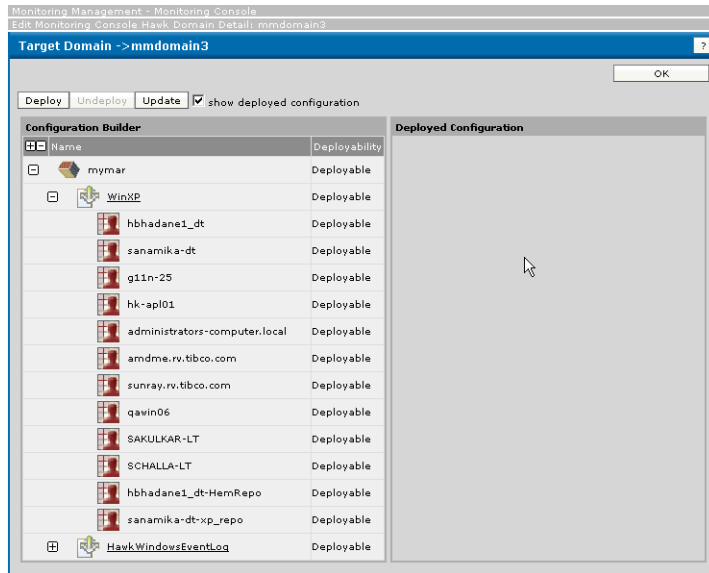 Monitoring Management - Monitoring Console
Edit Monitoring Console Hawk Domain Detail: mmdomain3
Target Domain ->mmdomain3 ?
OK
Deploy Undeploy Update show deployed configuration
Configuration Builder Deployed Configuration
Name Deployability
mymar Deployable
WinXP Deployable
hbhadane1_dt Deployable
sanamika-dt Deployable
g11n-25 Deployable
hk-apl01 Deployable
administrators-computer.local Deployable
amdme.rv.tibco.com Deployable
sunray.rv.tibco.com Deployable
qawin06 Deployable
SAKULKAR-LT Deployable
SCHALLA-LT Deployable
hbhadane1_dt-HemRepo Deployable
sanamika-dt-xp_repo Deployable
HawkWindowsEventLog Deployable